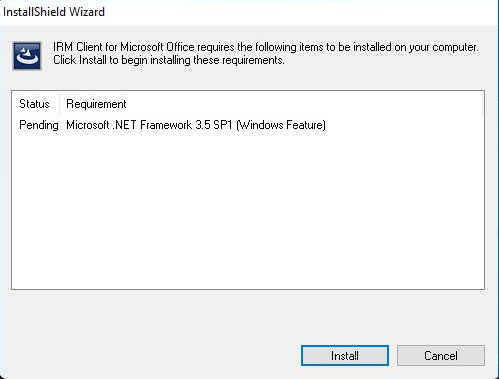 InstallShield Wizard
IRM Client for Microsoft Office requires the following items to be installed on your computer.
Click Install to begin installing these requirements.
Status Requirement
Pending Microsoft .NET Framework 3.5 SP1 (Windows Feature)
Install Cancel